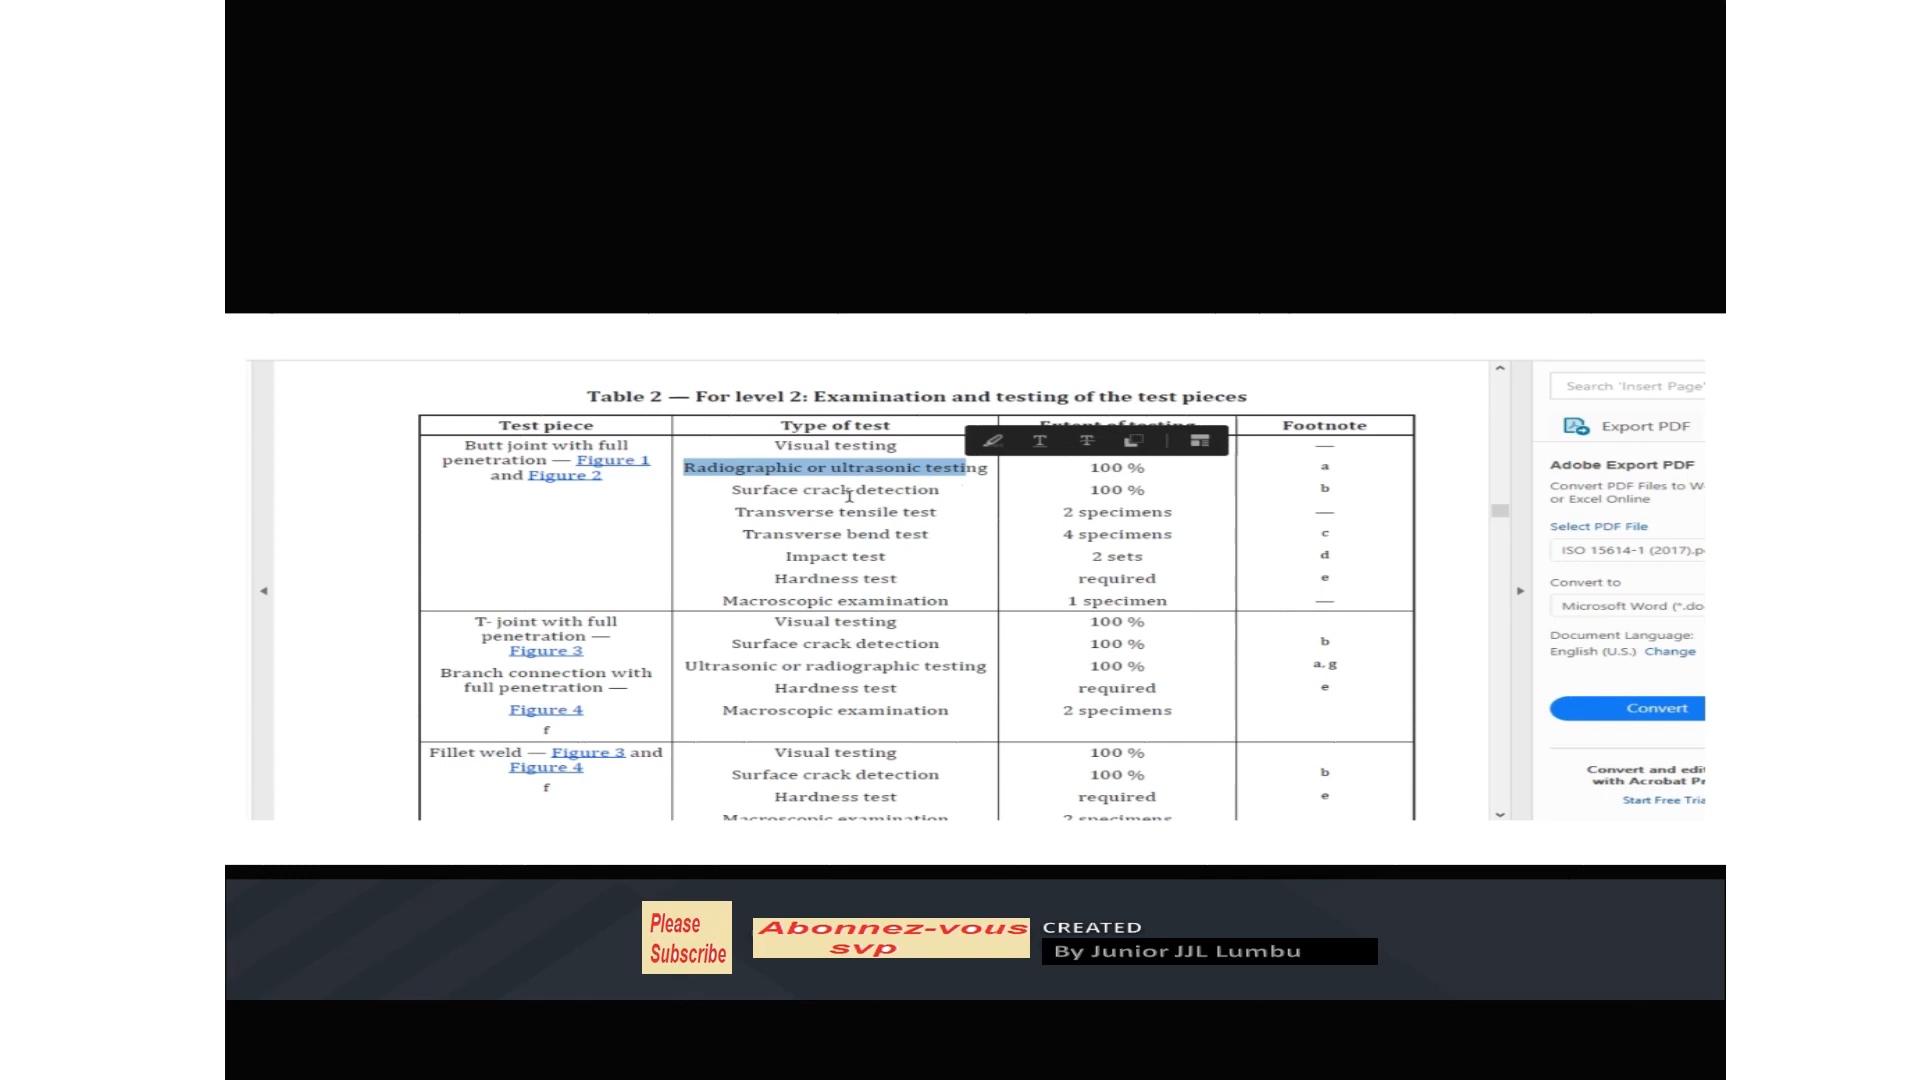 Table 2 — For level 2: Examination and testing of the test pieces
Test piece Type of test Extent of testing Footnote
Butt joint with full Visual testing —
penetration — Figure 1
and Figure 2
Radiographic or ultrasonic testing 100 % a
Surface crack detection 100 % b
Transverse tensile test 2 specimens —
Transverse bend test 4 specimens c
Impact test 2 sets d
Hardness test required e
Macroscopic examination 1 specimen —
T- joint with full Visual testing 100 %
penetration —
Figure 3
Surface crack detection 100 % b
Branch connection with Ultrasonic or radiographic testing 100 % a, g
full penetration — Hardness test required e
Figure 4 Macroscopic examination 2 specimens
f
Fillet weld — Figure 3 and Visual testing 100 %
Figure 4 Surface crack detection 100 % b
f
Hardness test required e
Macroscopic examination 2 specimens
Search 'Insert Page'
Export PDF
Adobe Export PDF
Convert PDF Files to W
or Excel Online
Select PDF File
ISO 15614-1 (2017).p
Convert to
Microsoft Word (*.do
Document Language:
English (U.S.) Change
Convert
Convert and edi
with Acrobat Pr
Start Free Tria
Please
Subscribe
Abonnez-vous
svp
CREATED
By Junior JJL Lumbu